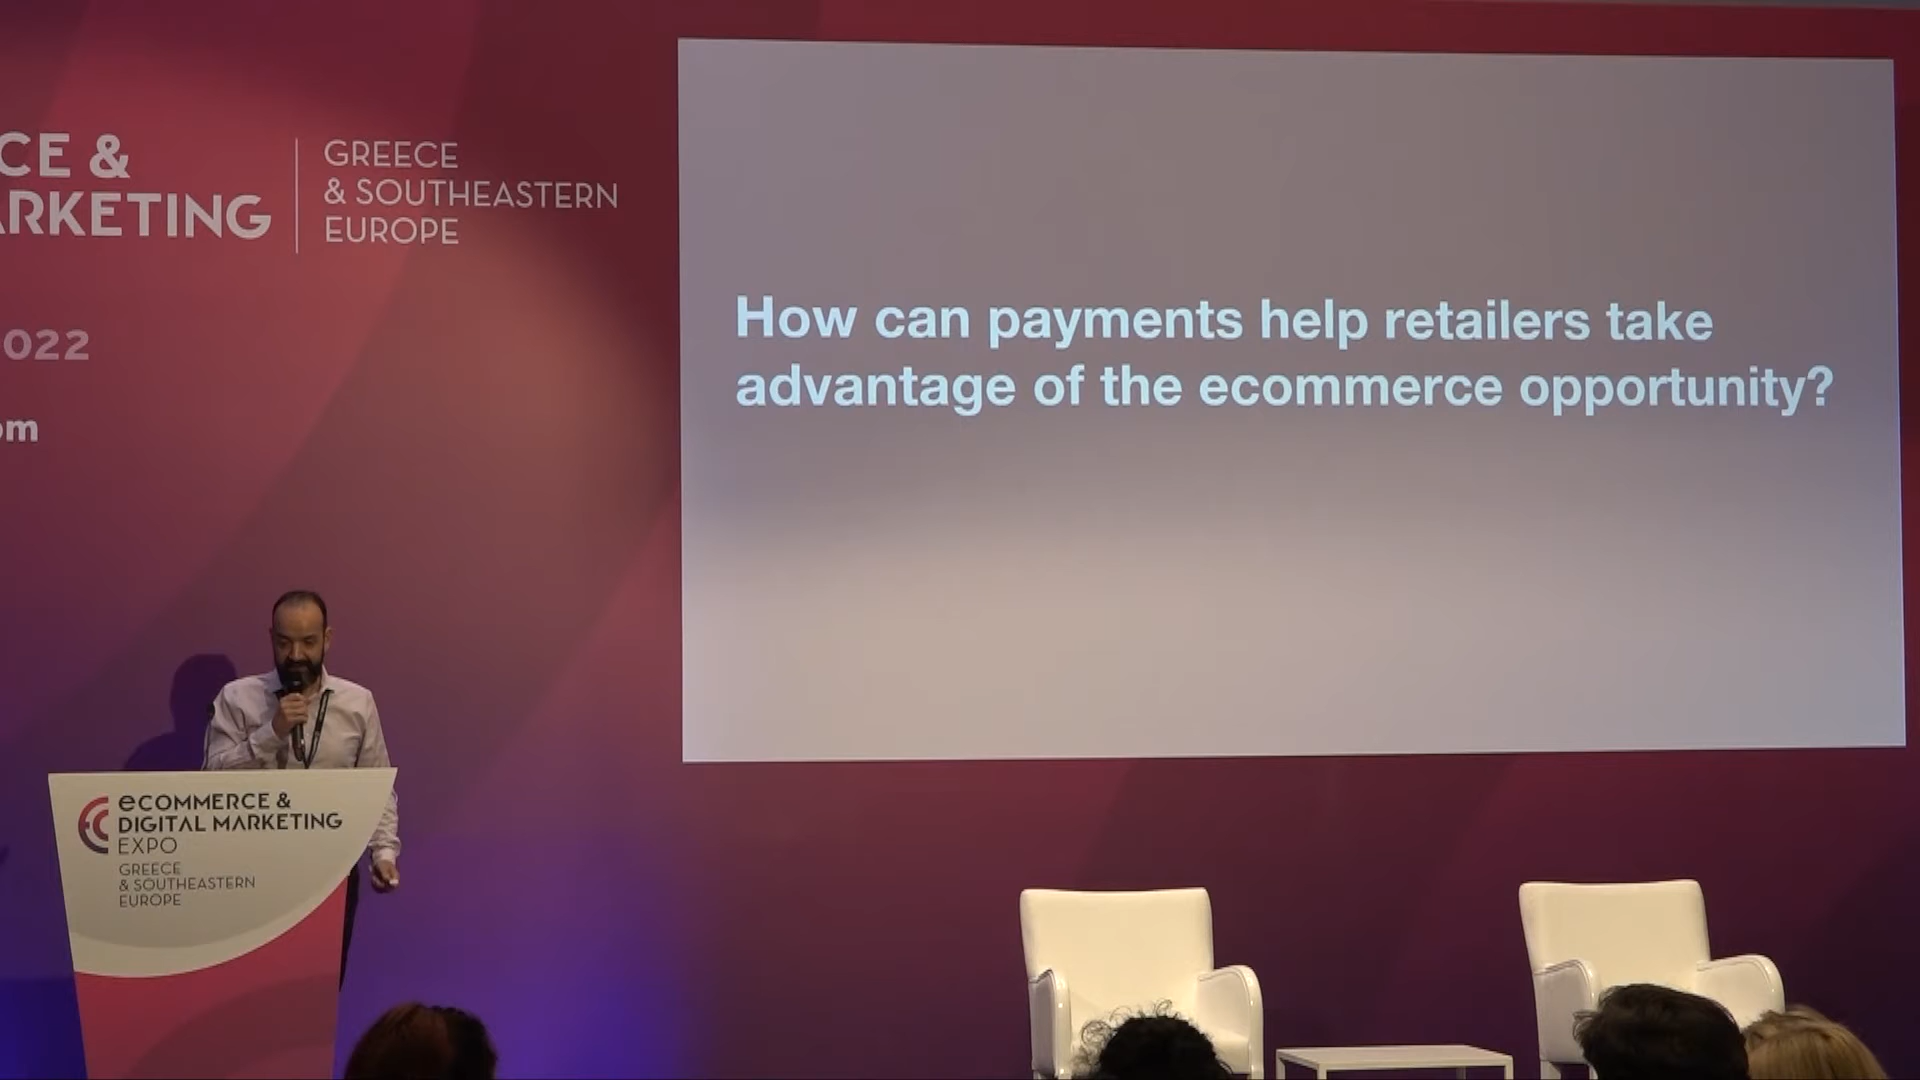 CE &
ARKETING
GREECE
& SOUTHEASTERN
EUROPE
2022
om
How can payments help retailers take
advantage of the ecommerce opportunity?
eCOMMERCE &
DIGITAL MARKETING
EXPO
GREECE
& SOUTHEASTERN
EUROPE